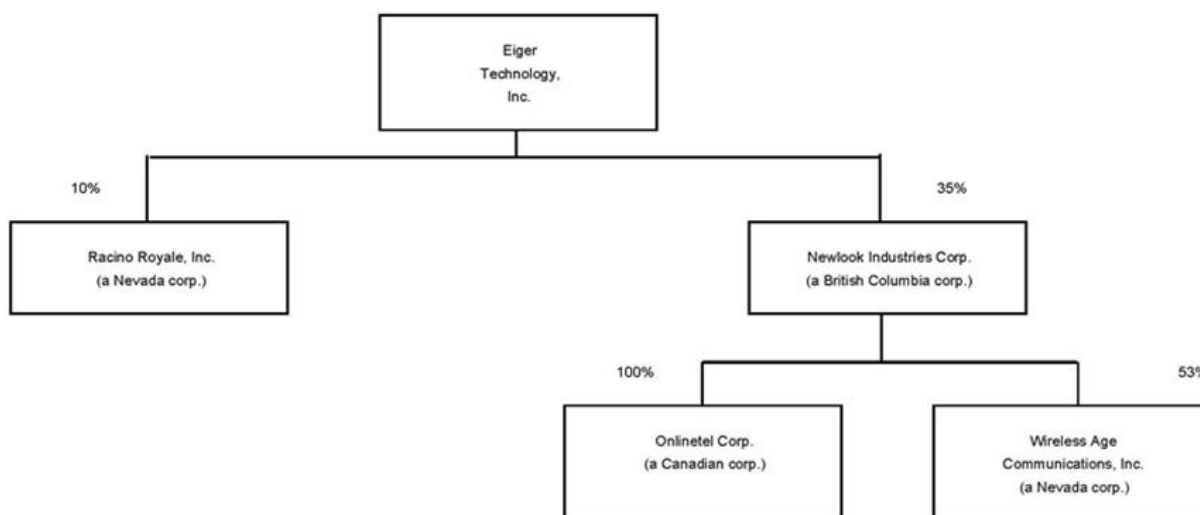 Eiger
Technology,
Inc.
10%
35%
Racino Royale, Inc.
(a Nevada corp.)
Newlook Industries Corp.
(a British Columbia corp.)
100%
53%
Onlinetel Corp.
(a Canadian corp.)
Wireless Age
Communications, Inc.
(a Nevada corp.)